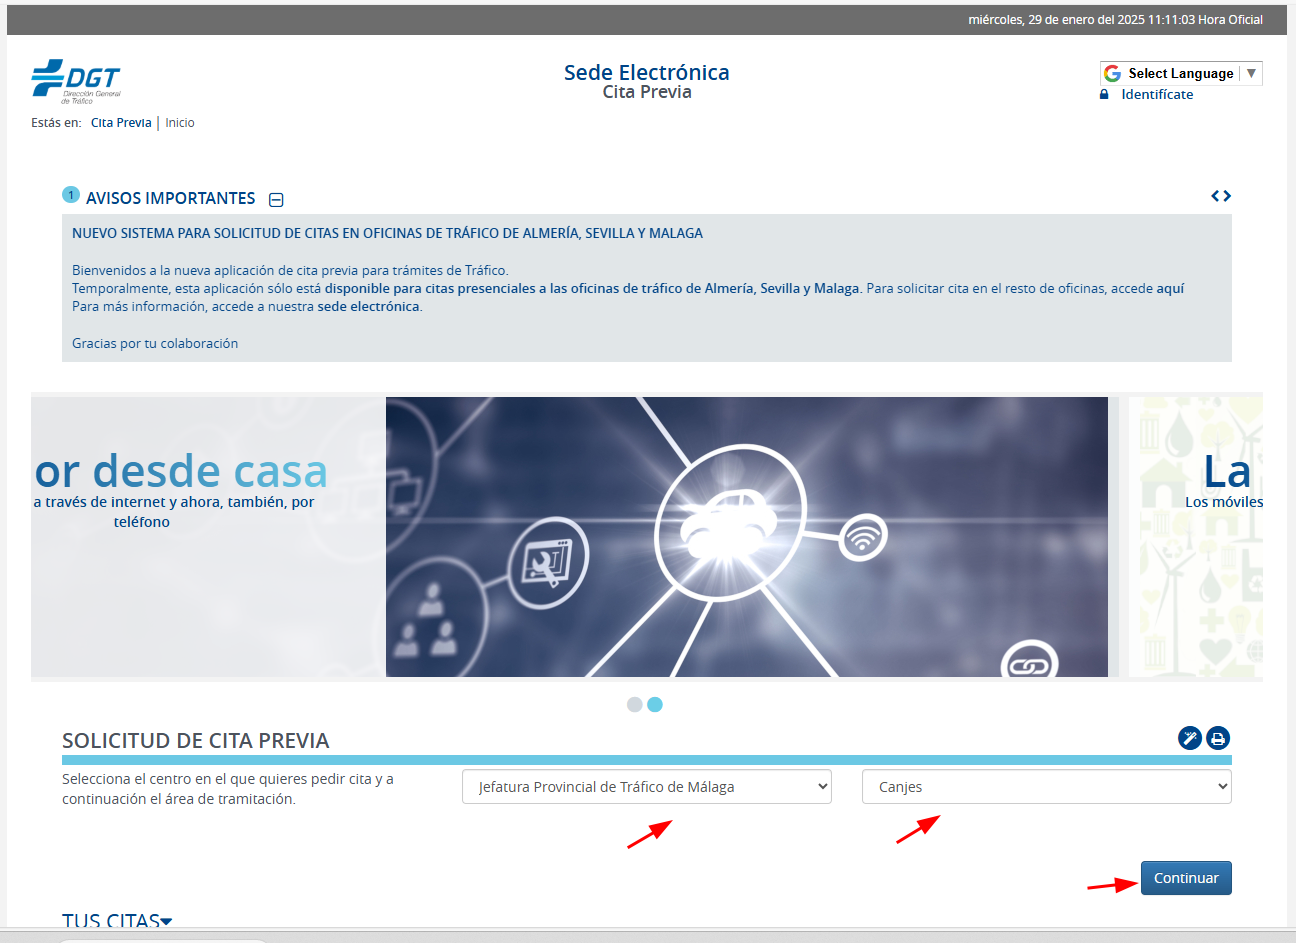 miércoles, 29 de enero del 2025 11:11:03 Hora Oficial
DGT
Dirección General
de Tráfico
Sede Electrónica
Cita Previa
Select Language ▼
Identifícate
Estás en: Cita Previa | Inicio
1 AVISOS IMPORTANTES
NUEVO SISTEMA PARA SOLICITUD DE CITAS EN OFICINAS DE TRÁFICO DE ALMERÍA, SEVILLA Y MALAGA
Bienvenidos a la nueva aplicación de cita previa para trámites de Tráfico.
Temporalmente, esta aplicación sólo está disponible para citas presenciales a las oficinas de tráfico de Almería, Sevilla y Malaga. Para solicitar cita en el resto de oficinas, accede aquí
Para más información, accede a nuestra sede electrónica.
Gracias por tu colaboración
or desde casa
a través de internet y ahora, también, por
teléfono
La
Los móviles
SOLICITUD DE CITA PREVIA
Selecciona el centro en el que quieres pedir cita y a
continuación el área de tramitación.
Jefatura Provincial de Tráfico de Málaga
Canjes
Continuar
TUS CITAS